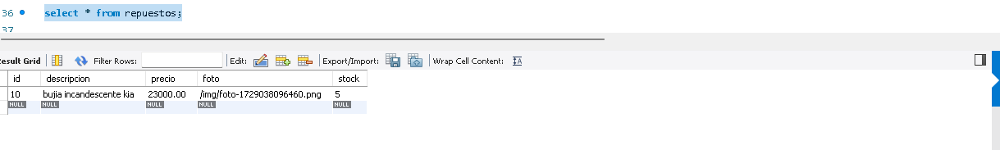 36 select * from repuestos;
37
esult Grid Filter Rows: Edit: Export/Import: Wrap Cell Content:
id descripcion precio foto stock
10 bujia incandescente kia 23000.00 /img/foto-1729038096460.png 5
NULL NULL NULL NULL NULL